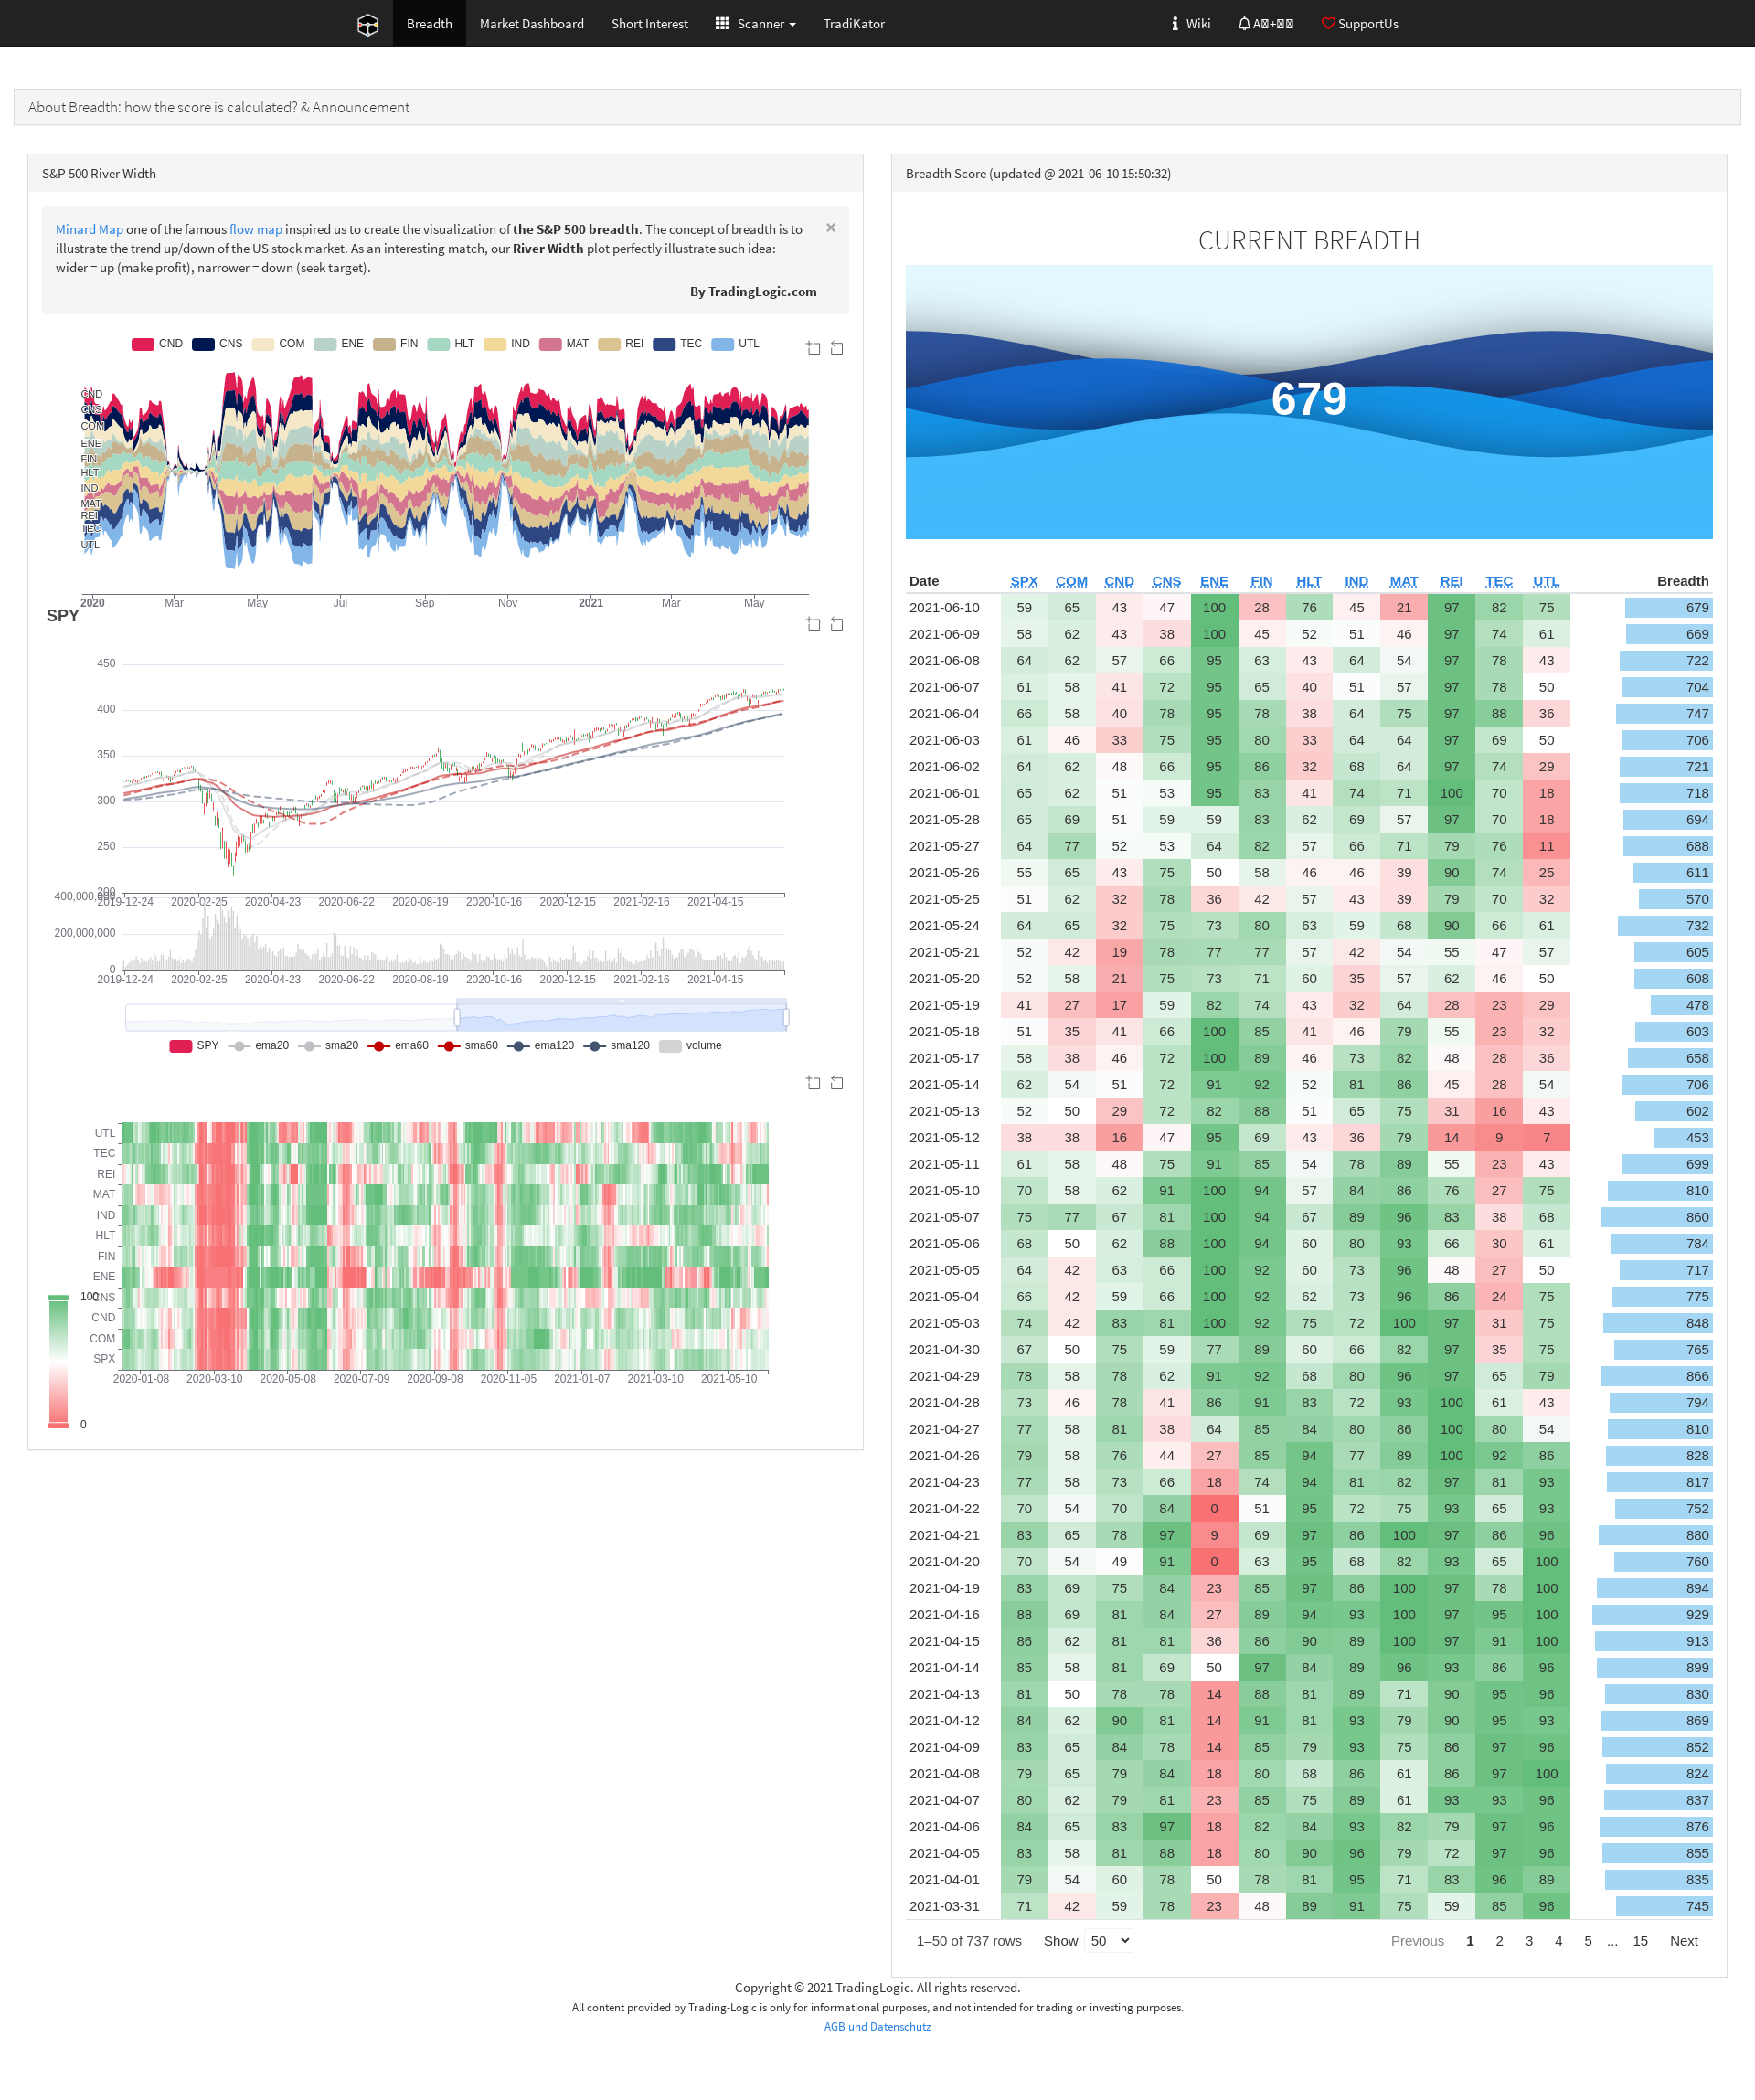 Breadth Market Dashboard Short Interest Scanner TradiKator Wiki SupportUs
About Breadth: how the score is calculated? & Announcement
S&P 500 River Width
Minard Map one of the famous flow map inspired us to create the visualization of the S&P 500 breadth. The concept of breadth is to
illustrate the trend up/down of the US stock market. As an interesting match, our River Width plot perfectly illustrate such idea:
wider = up (make profit), narrower = down (seek target).
×
By TradingLogic.com
CND CNS COM ENE FIN HLT IND MAT REI TEC UTL
CND
CNS
COM
ENE
FIN
HLT
IND
MAT
REI
TEC
UTL
2020 Mar May Jul Sep Nov 2021 Mar May
SPY
450
400
350
300
250
200
2019-12-24 2020-02-25 2020-04-23 2020-06-22 2020-08-19 2020-10-16 2020-12-15 2021-02-16 2021-04-15
400,000,000
200,000,000
0
2019-12-24 2020-02-25 2020-04-23 2020-06-22 2020-08-19 2020-10-16 2020-12-15 2021-02-16 2021-04-15
SPY ema20 sma20 ema60 sma60 ema120 sma120 volume
UTL
TEC
REI
MAT
IND
HLT
FIN
ENE
CNS
CND
COM
SPX
100
0
2020-01-08 2020-03-10 2020-05-08 2020-07-09 2020-09-08 2020-11-05 2021-01-07 2021-03-10 2021-05-10
Breadth Score (updated @ 2021-06-10 15:50:32)
CURRENT BREADTH
679
Date SPX COM CND CNS ENE FIN HLT IND MAT REI TEC UTL Breadth
2021-06-10 59 65 43 47 100 28 76 45 21 97 82 75 679
2021-06-09 58 62 43 38 100 45 52 51 46 97 74 61 669
2021-06-08 64 62 57 66 95 63 43 64 54 97 78 43 722
2021-06-07 61 58 41 72 95 65 40 51 57 97 78 50 704
2021-06-04 66 58 40 78 95 78 38 64 75 97 88 36 747
2021-06-03 61 46 33 75 95 80 33 64 64 97 69 50 706
2021-06-02 64 62 48 66 95 86 32 68 64 97 74 29 721
2021-06-01 65 62 51 53 95 83 41 74 71 100 70 18 718
2021-05-28 65 69 51 59 59 83 62 69 57 97 70 18 694
2021-05-27 64 77 52 53 64 82 57 66 71 79 76 11 688
2021-05-26 55 65 43 75 50 58 46 46 39 90 74 25 611
2021-05-25 51 62 32 78 36 42 57 43 39 79 70 32 570
2021-05-24 64 65 32 75 73 80 63 59 68 90 66 61 732
2021-05-21 52 42 19 78 77 77 57 42 54 55 47 57 605
2021-05-20 52 58 21 75 73 71 60 35 57 62 46 50 608
2021-05-19 41 27 17 59 82 74 43 32 64 28 23 29 478
2021-05-18 51 35 41 66 100 85 41 46 79 55 23 32 603
2021-05-17 58 38 46 72 100 89 46 73 82 48 28 36 658
2021-05-14 62 54 51 72 91 92 52 81 86 45 28 54 706
2021-05-13 52 50 29 72 82 88 51 65 75 31 16 43 602
2021-05-12 38 38 16 47 95 69 43 36 79 14 9 7 453
2021-05-11 61 58 48 75 91 85 54 78 89 55 23 43 699
2021-05-10 70 58 62 91 100 94 57 84 86 76 27 75 810
2021-05-07 75 77 67 81 100 94 67 89 96 83 38 68 860
2021-05-06 68 50 62 88 100 94 60 80 93 66 30 61 784
2021-05-05 64 42 63 66 100 92 60 73 96 48 27 50 717
2021-05-04 66 42 59 66 100 92 62 73 96 86 24 75 775
2021-05-03 74 42 83 81 100 92 75 72 100 97 31 75 848
2021-04-30 67 50 75 59 77 89 60 66 82 97 35 75 765
2021-04-29 78 58 78 62 91 92 68 80 96 97 65 79 866
2021-04-28 73 46 78 41 86 91 83 72 93 100 61 43 794
2021-04-27 77 58 81 38 64 85 84 80 86 100 80 54 810
2021-04-26 79 58 76 44 27 85 94 77 89 100 92 86 828
2021-04-23 77 58 73 66 18 74 94 81 82 97 81 93 817
2021-04-22 70 54 70 84 0 51 95 72 75 93 65 93 752
2021-04-21 83 65 78 97 9 69 97 86 100 97 86 96 880
2021-04-20 70 54 49 91 0 63 95 68 82 93 65 100 760
2021-04-19 83 69 75 84 23 85 97 86 100 97 78 100 894
2021-04-16 88 69 81 84 27 89 94 93 100 97 95 100 929
2021-04-15 86 62 81 81 36 86 90 89 100 97 91 100 913
2021-04-14 85 58 81 69 50 97 84 89 96 93 86 96 899
2021-04-13 81 50 78 78 14 88 81 89 71 90 95 96 830
2021-04-12 84 62 90 81 14 91 81 93 79 90 95 93 869
2021-04-09 83 65 84 78 14 85 79 93 75 86 97 96 852
2021-04-08 79 65 79 84 18 80 68 86 61 86 97 100 824
2021-04-07 80 62 79 81 23 85 75 89 61 93 93 96 837
2021-04-06 84 65 83 97 18 82 84 93 82 79 97 96 876
2021-04-05 83 58 81 88 18 80 90 96 79 72 97 96 855
2021-04-01 79 54 60 78 50 78 81 95 71 83 96 89 835
2021-03-31 71 42 59 78 23 48 89 91 75 59 85 96 745
1–50 of 737 rows Show 50 Previous 1 2 3 4 5 ... 15 Next
Copyright © 2021 TradingLogic. All rights reserved.
All content provided by Trading-Logic is only for informational purposes, and not intended for trading or investing purposes.
AGB und Datenschutz